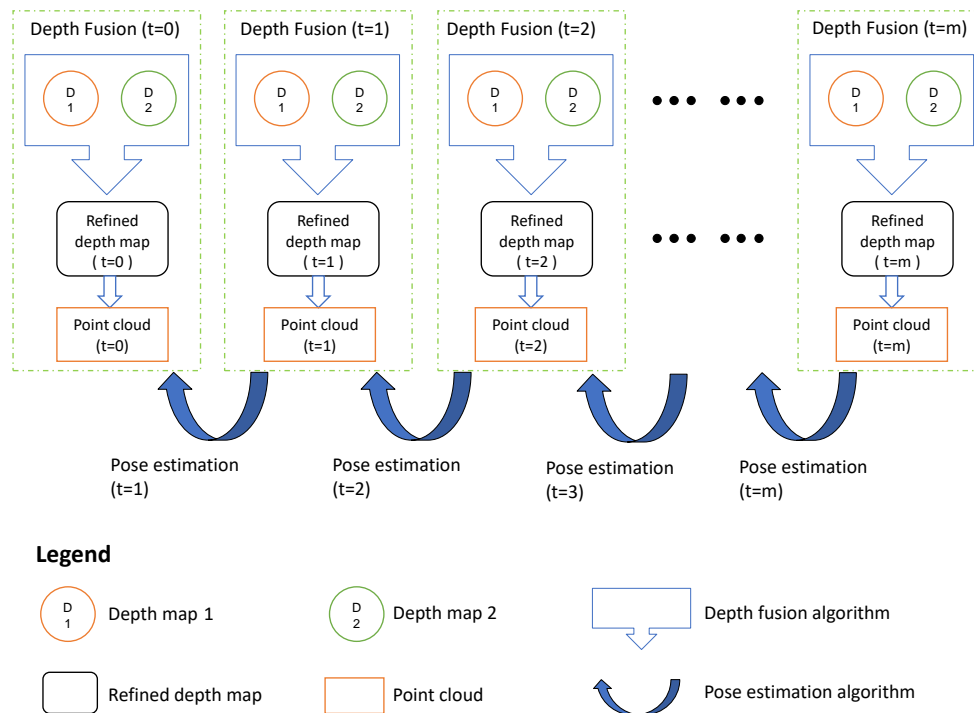 Depth Fusion (t=0)
Depth Fusion (t=1)
Depth Fusion (t=2)
Depth Fusion (t=m)
D
1
D
2
D
1
D
2
D
1
D
2
D
1
D
2
Refined
depth map
( t=0 )
Refined
depth map
( t=1 )
Refined
depth map
( t=2 )
Refined
depth map
( t=m )
Point cloud
(t=0)
Point cloud
(t=1)
Point cloud
(t=2)
Point cloud
(t=m)
Pose estimation
(t=1)
Pose estimation
(t=2)
Pose estimation
(t=3)
Pose estimation
(t=m)
Legend
D
1
Depth map 1
D
2
Depth map 2
Depth fusion algorithm
Refined depth map
Point cloud
Pose estimation algorithm